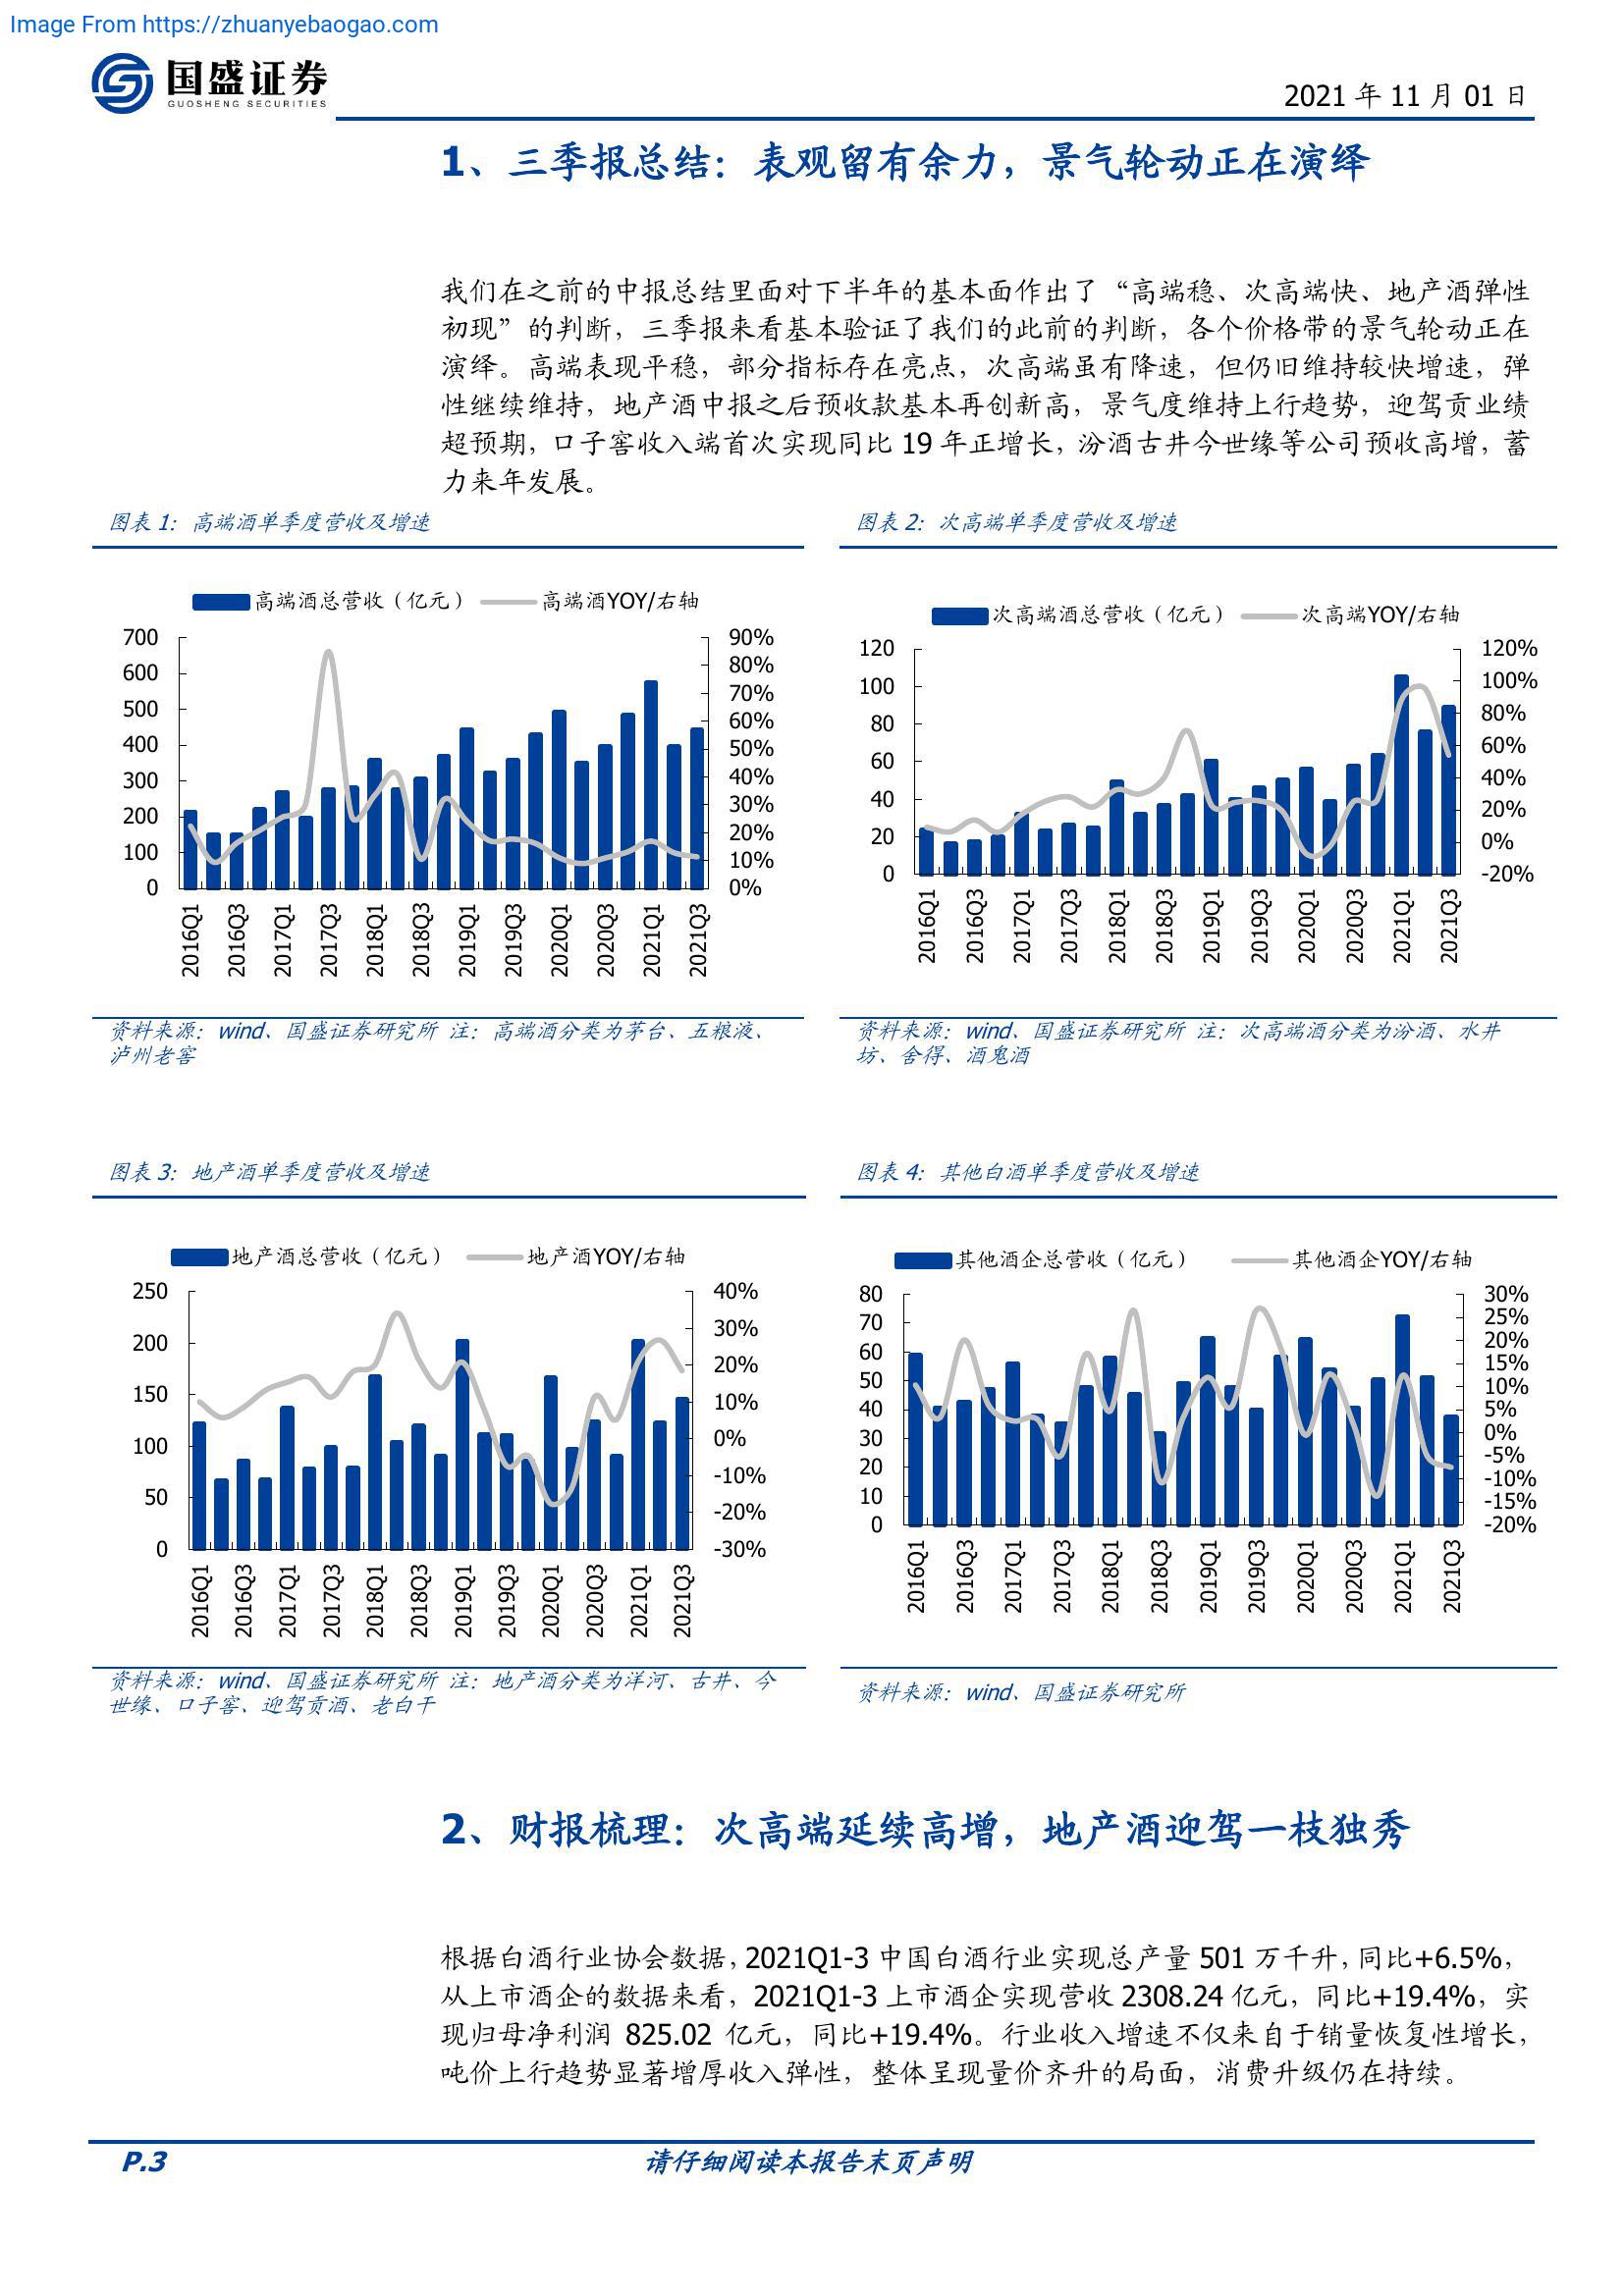 Image From https://zhuanyebaogao.com
国盛证券
GUOSHENG SECURITIES
2021 年 11 月 01 日
1、三季报总结：表观留有余力，景气轮动正在演绎
我们在之前的中报总结里面对下半年的基本面作出了“高端稳、次高端快、地产酒弹性
初现”的判断，三季报来看基本验证了我们的此前的判断，各个价格带的景气轮动正在
演绎。高端表现平稳，部分指标存在亮点，次高端虽有降速，但仍旧维持较快增速，弹
性继续维持，地产酒中报之后预收款基本再创新高，景气度维持上行趋势，迎驾贡业绩
超预期，口子窖收入端首次实现同比 19 年正增长，汾酒古井今世缘等公司预收高增，蓄
力来年发展。
图表 1：高端酒单季度营收及增速
高端酒总营收（亿元）
高端酒YOY/右轴
700
600
500
400
300
200
100
0
90%
80%
70%
60%
50%
40%
30%
20%
10%
0%
2016Q1
2016Q3
2017Q1
2017Q3
2018Q1
2018Q3
2019Q1
2019Q3
2020Q1
2020Q3
2021Q1
2021Q3
资料来源：wind、国盛证券研究所 注：高端酒分类为茅台、五粮液、
泸州老窖
图表 2：次高端单季度营收及增速
次高端酒总营收（亿元）
次高端YOY/右轴
120
100
80
60
40
20
0
120%
100%
80%
60%
40%
20%
0%
-20%
2016Q1
2016Q3
2017Q1
2017Q3
2018Q1
2018Q3
2019Q1
2019Q3
2020Q1
2020Q3
2021Q1
2021Q3
资料来源：wind、国盛证券研究所 注：次高端酒分类为汾酒、水井
坊、舍得、酒鬼酒
图表 3：地产酒单季度营收及增速
地产酒总营收（亿元）
地产酒YOY/右轴
250
200
150
100
50
0
40%
30%
20%
10%
0%
-10%
-20%
-30%
2016Q1
2016Q3
2017Q1
2017Q3
2018Q1
2018Q3
2019Q1
2019Q3
2020Q1
2020Q3
2021Q1
2021Q3
资料来源：wind、国盛证券研究所 注：地产酒分类为洋河、古井、今
世缘、口子窖、迎驾贡酒、老白干
图表 4：其他白酒单季度营收及增速
其他酒企总营收（亿元）
其他酒企YOY/右轴
80
70
60
50
40
30
20
10
0
30%
25%
20%
15%
10%
5%
0%
-5%
-10%
-15%
-20%
2016Q1
2016Q3
2017Q1
2017Q3
2018Q1
2018Q3
2019Q1
2019Q3
2020Q1
2020Q3
2021Q1
2021Q3
资料来源：wind、国盛证券研究所
2、财报梳理：次高端延续高增，地产酒迎驾一枝独秀
根据白酒行业协会数据，2021Q1-3 中国白酒行业实现总产量 501 万千升，同比+6.5%，
从上市酒企的数据来看，2021Q1-3 上市酒企实现营收 2308.24 亿元，同比+19.4%，实
现归母净利润 825.02 亿元，同比+19.4%。行业收入增速不仅来自于销量恢复性增长，
吨价上行趋势显著增厚收入弹性，整体呈现量价齐升的局面，消费升级仍在持续。
P.3
请仔细阅读本报告末页声明